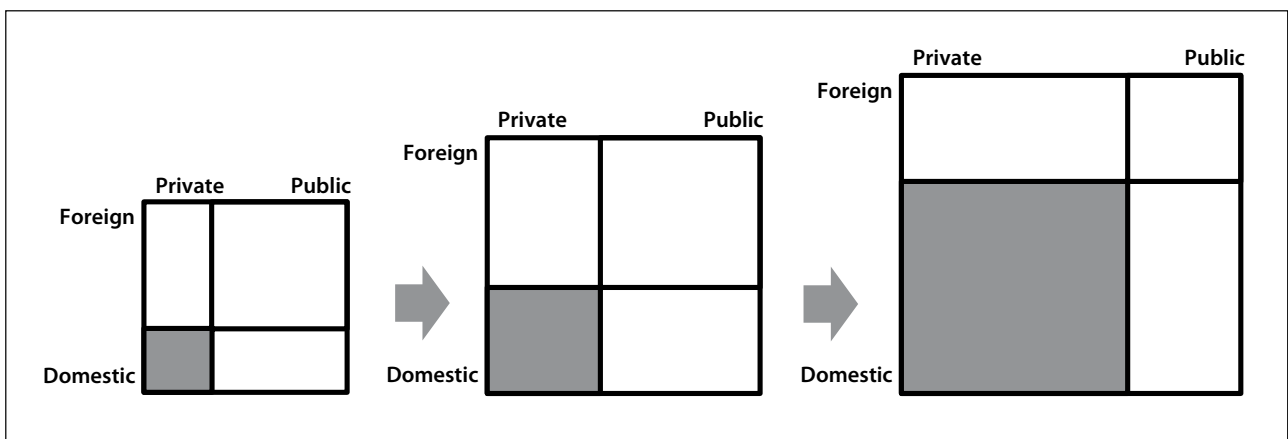 Private Public
Foreign
Domestic
Private Public
Foreign
Domestic
Private Public
Foreign
Domestic